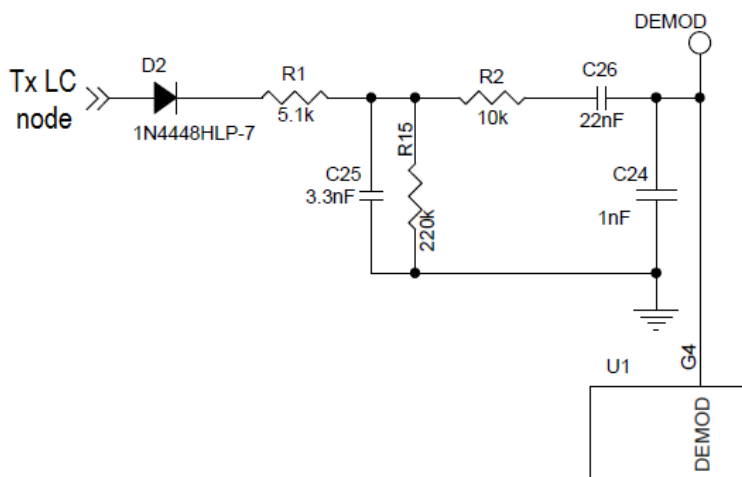 DEMOD
Tx LC
node
D2
1N4448HLP-7
R1
5.1k
R2
10k
C26
22nF
C25
3.3nF
R15
220k
C24
1nF
U1
G4
DEMOD